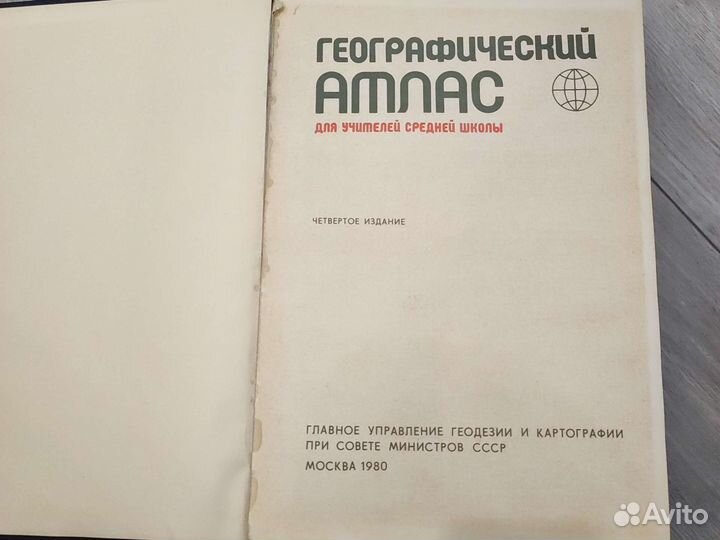 ГЕОГРАФИЧЕСКИЙ
АТЛАС
ДЛЯ УЧИТЕЛЕЙ СРЕДНЕЙ ШКОЛЫ
ЧЕТВЕРТОЕ ИЗДАНИЕ
ГЛАВНОЕ УПРАВЛЕНИЕ ГЕОДЕЗИИ И КАРТОГРАФИИ
ПРИ СОВЕТЕ МИНИСТРОВ СССР
МОСКВА 1980
Avito